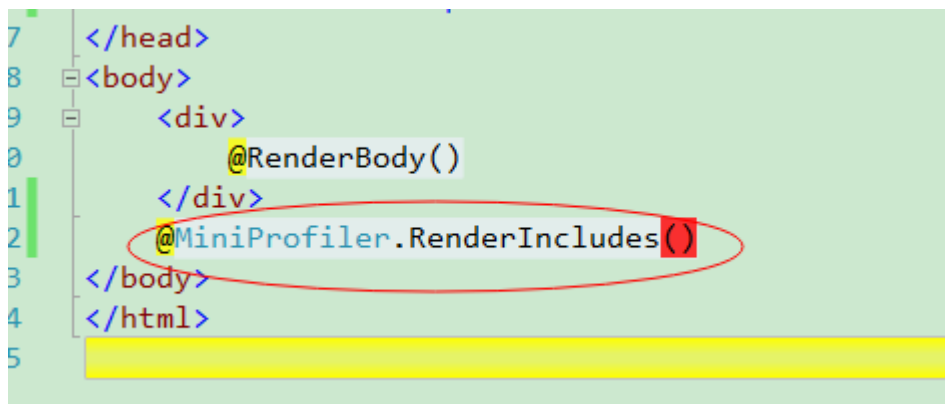 7 </head>
8 <body>
9 <div>
0 @RenderBody()
1 </div>
2 @MiniProfiler.RenderIncludes()
3 </body>
4 </html>
5